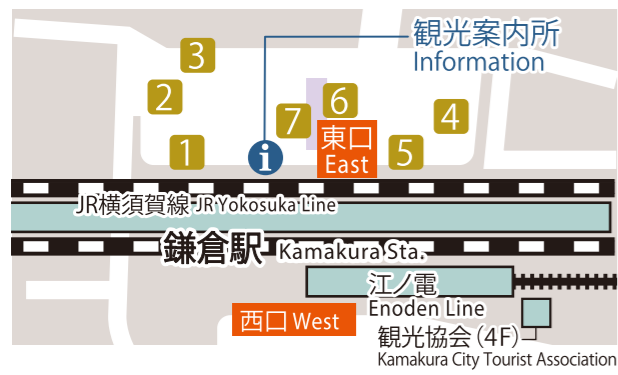 観光案内所
Information
3
2
6
7
4
1
5
i
東口
East
JR横須賀線 JR Yokosuka Line
鎌倉駅 Kamakura Sta.
江ノ電
Enoden Line
西口 West
観光協会(4F)
Kamakura City Tourist Association